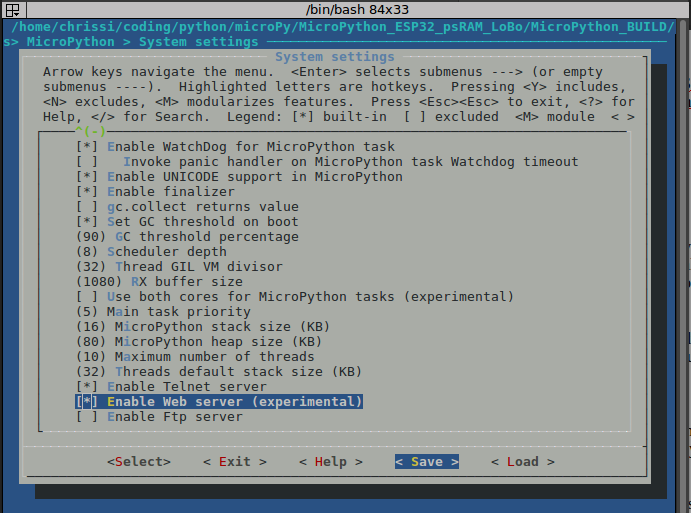 /bin/bash 84x33
/home/chrissi/coding/python/microPy/MicroPython_ESP32_psRAM_LoBo/MicroPython_BUILD/
s> MicroPython > System settings
System settings
Arrow keys navigate the menu.  <Enter> selects submenus ---> (or empty
submenus ----).  Highlighted letters are hotkeys.  Pressing <Y> includes,
<N> excludes, <M> modularizes features.  Press <Esc><Esc> to exit, <?> for
Help, </> for Search.  Legend: [*] built-in  [ ] excluded  <M> module  < >
^(-)
[*] Enable WatchDog for MicroPython task
[ ]   Invoke panic handler on MicroPython task Watchdog timeout
[*] Enable UNICODE support in MicroPython
[*] Enable finalizer
[ ] gc.collect returns value
[*] Set GC threshold on boot
(90) GC threshold percentage
(8) Scheduler depth
(32) Thread GIL VM divisor
(1080) RX buffer size
[ ] Use both cores for MicroPython tasks (experimental)
(5) Main task priority
(16) MicroPython stack size (KB)
(80) MicroPython heap size (KB)
(10) Maximum number of threads
(32) Threads default stack size (KB)
[*] Enable Telnet server
[*] Enable Web server (experimental)
[ ] Enable Ftp server
<Select>    < Exit >    < Help >    < Save >    < Load >